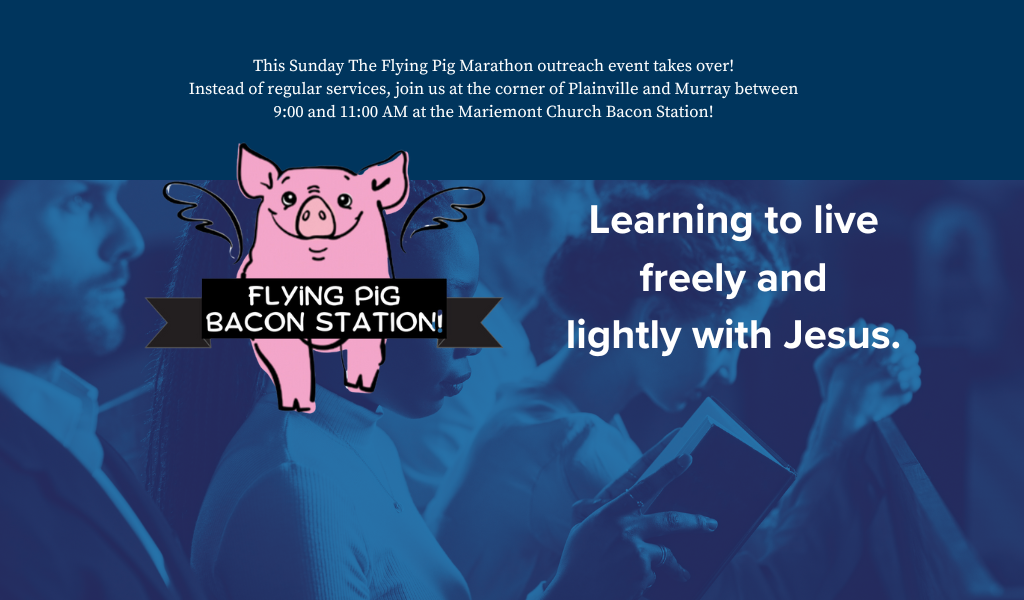 This Sunday The Flying Pig Marathon outreach event takes over!
Instead of regular services, join us at the corner of Plainville and Murray between
9:00 and 11:00 AM at the Mariemont Church Bacon Station!
FLYING PIG
BACON STATION!
Learning to live
freely and
lightly with Jesus.